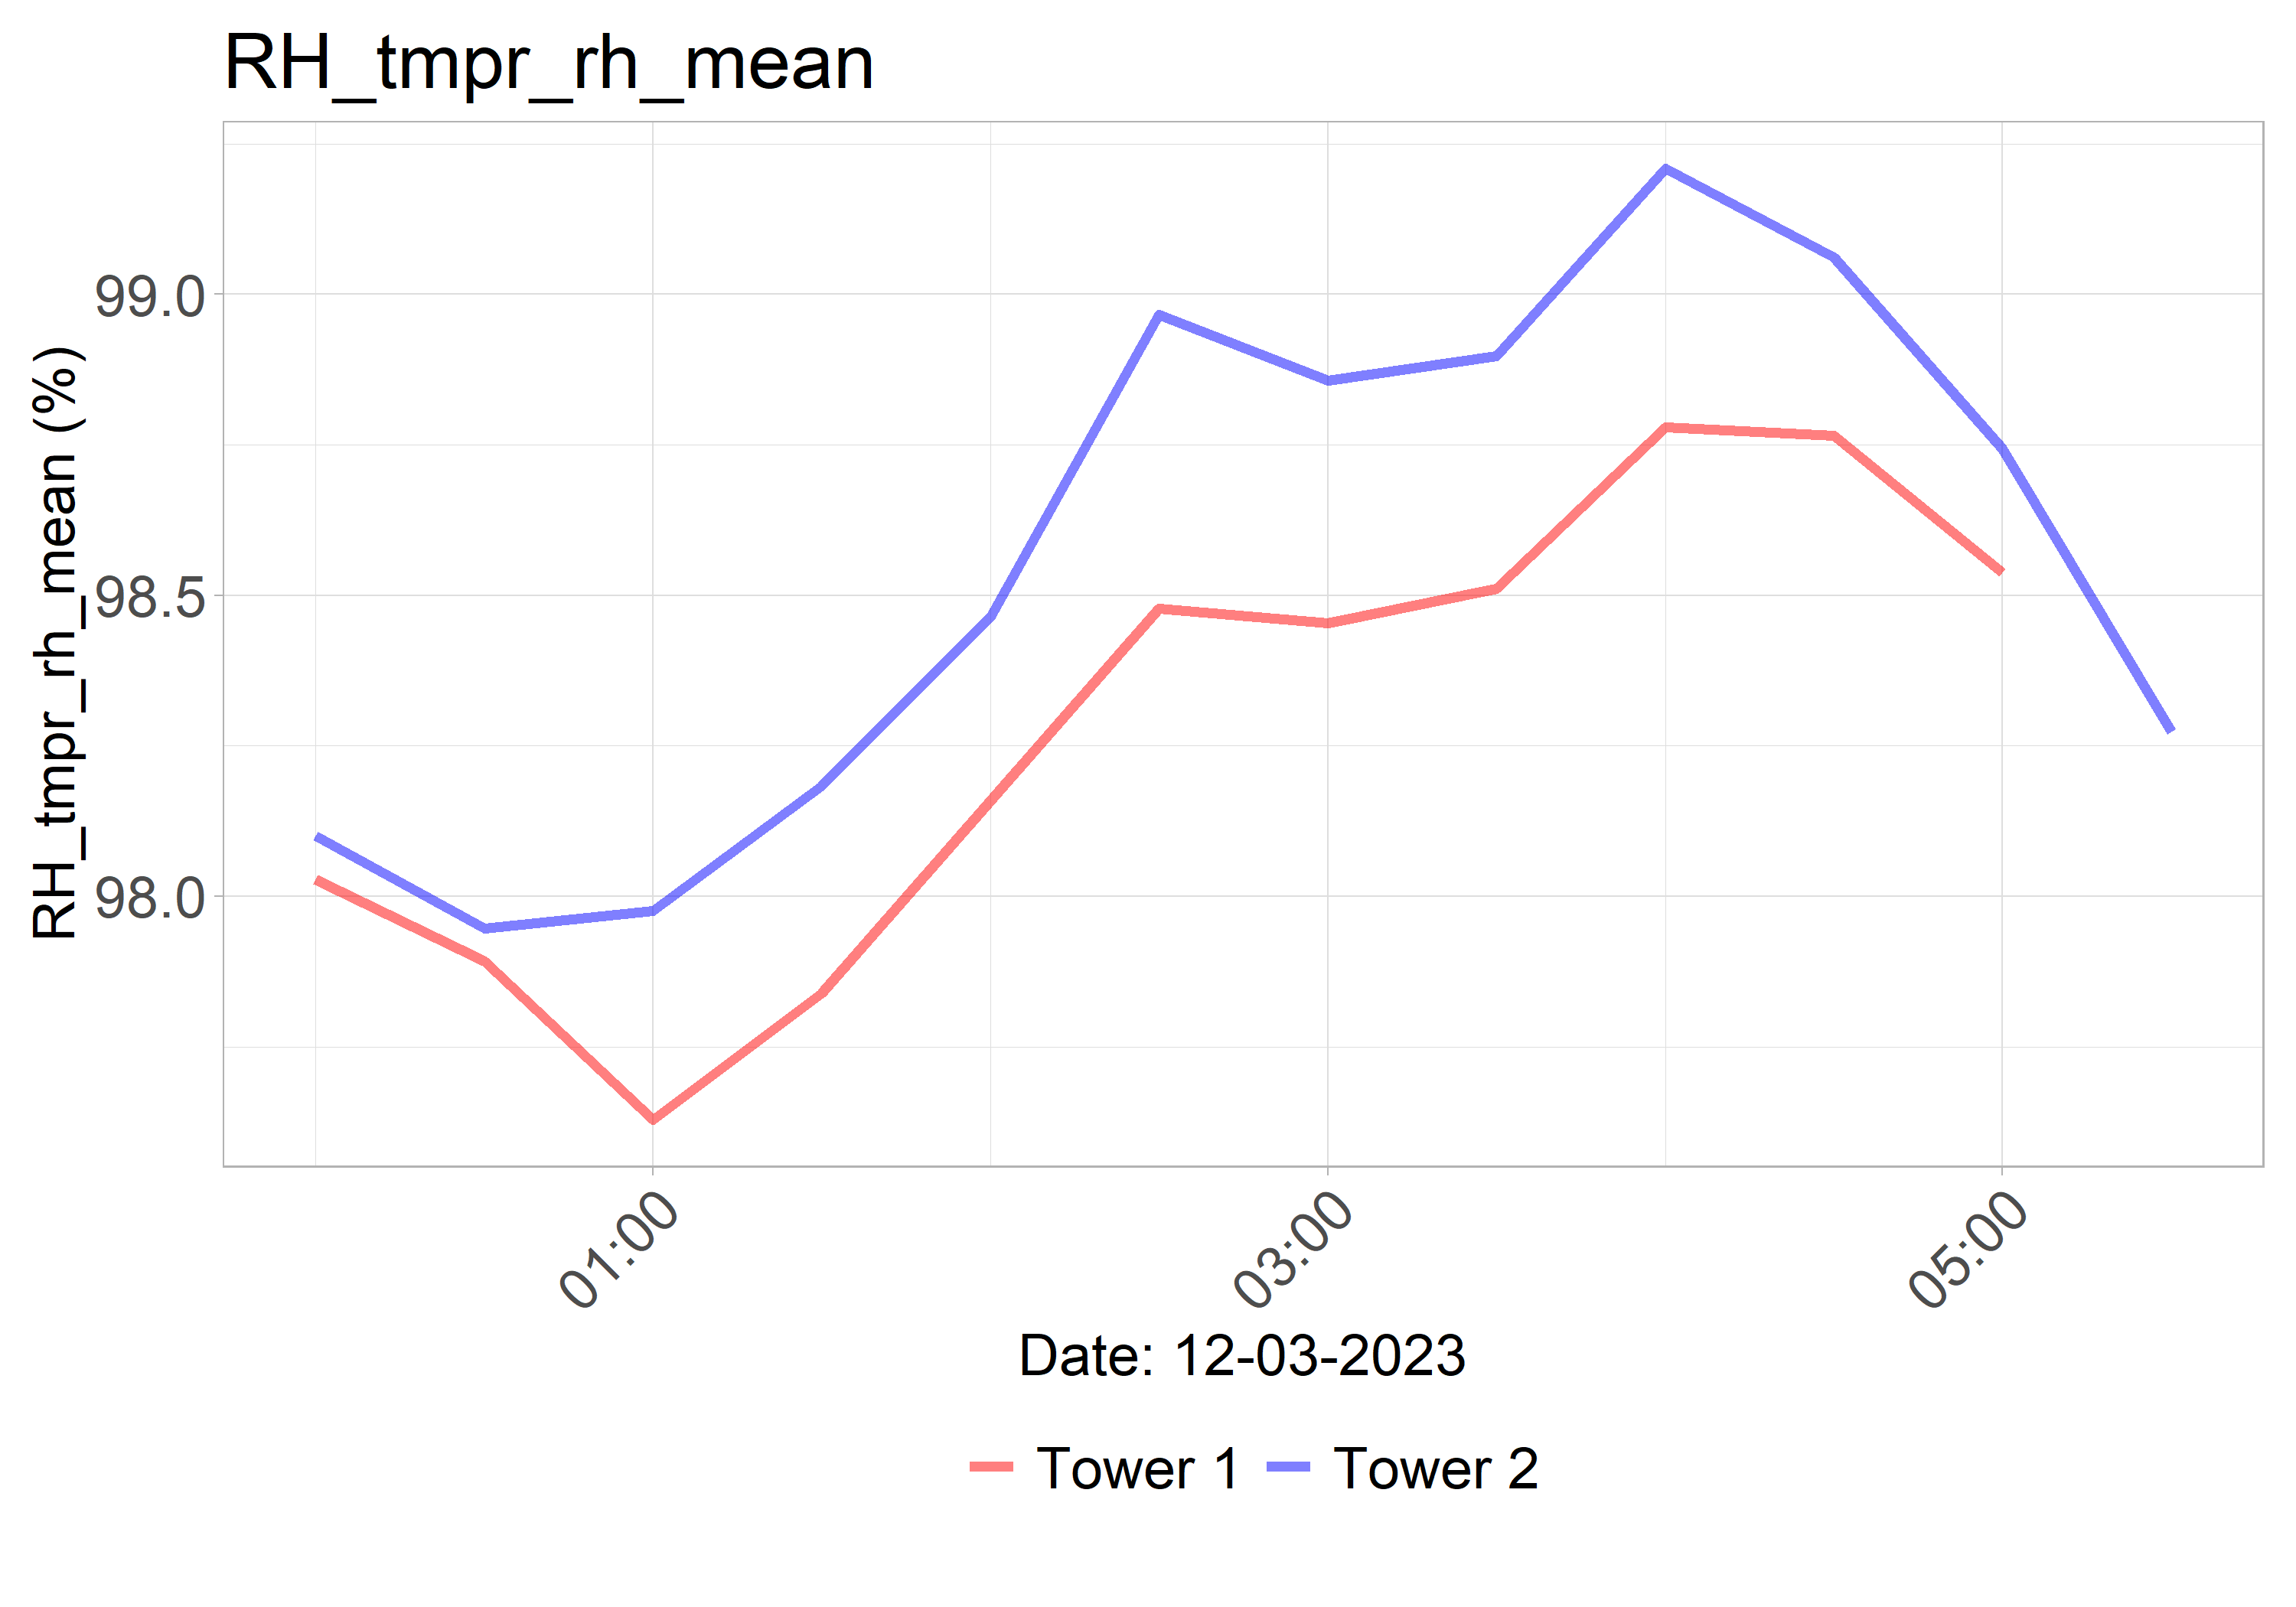 RH_tmpr_rh_mean
RH_tmpr_rh_mean (%)
99.0
98.5
98.0
01:00
03:00
05:00
Date: 12-03-2023
Tower 1
Tower 2